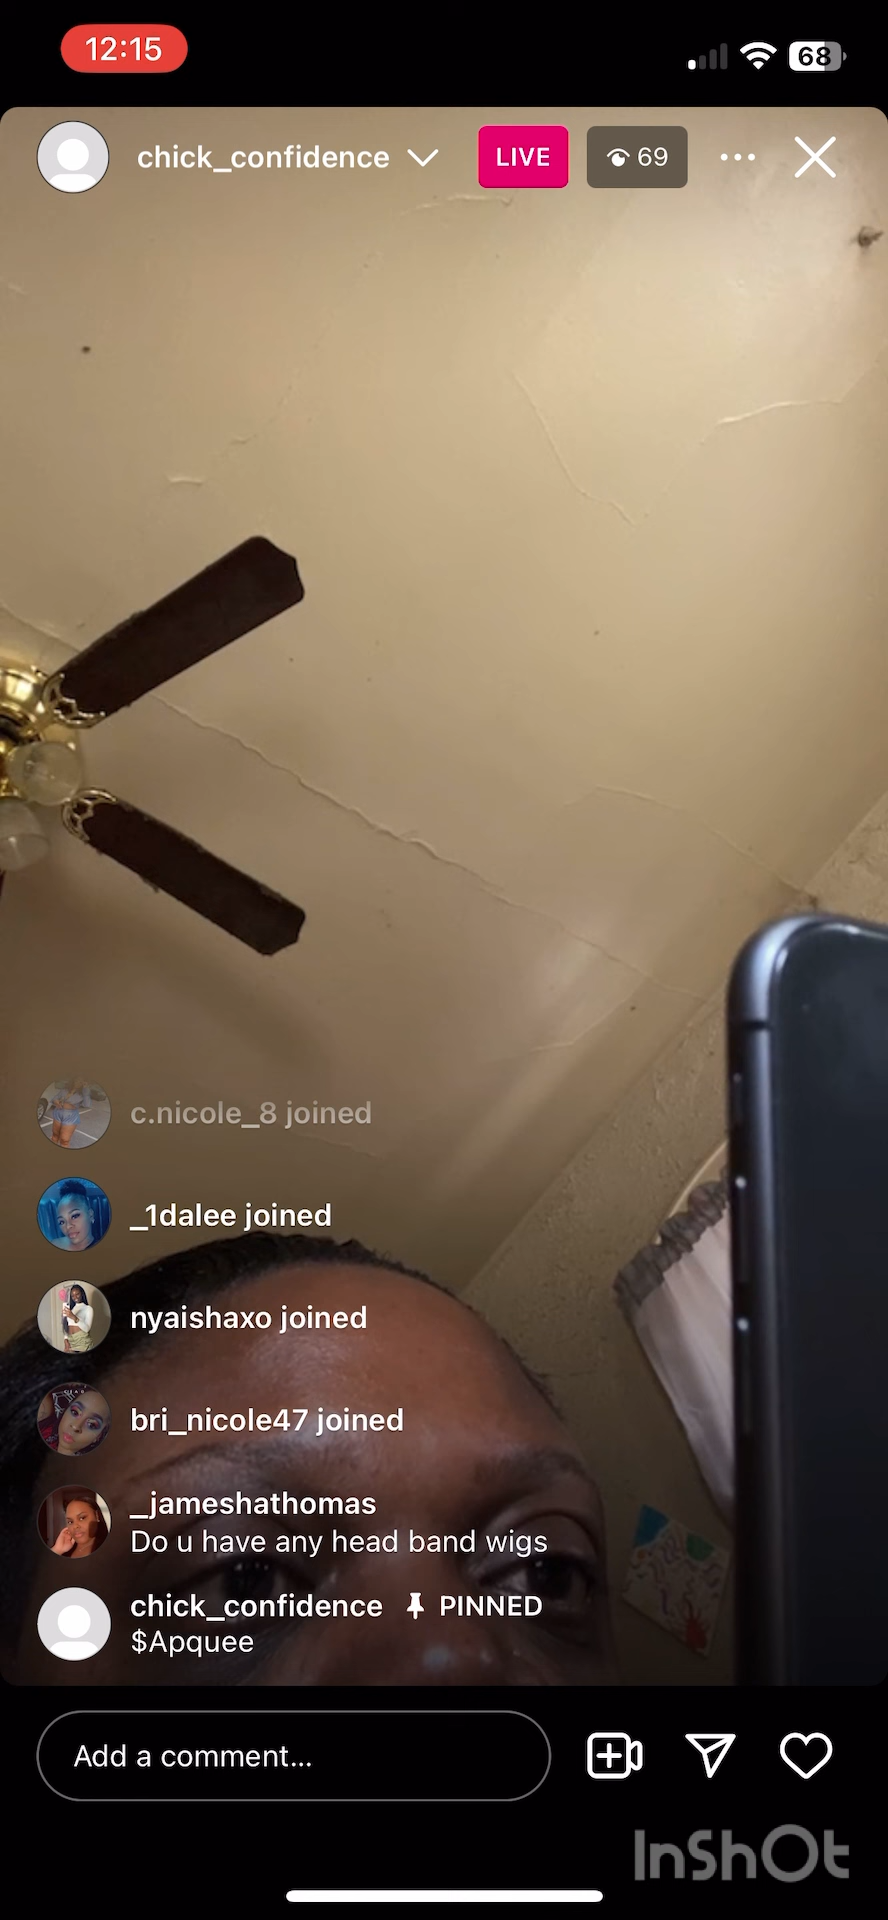 12:15
68
chick_confidence
LIVE
69
c.nicole_8 joined
_1dalee joined
nyaishaxo joined
bri_nicole47 joined
_jameshathomas
Do u have any head band wigs
chick_confidence PINNED
$Apquee
Add a comment...
InShOt